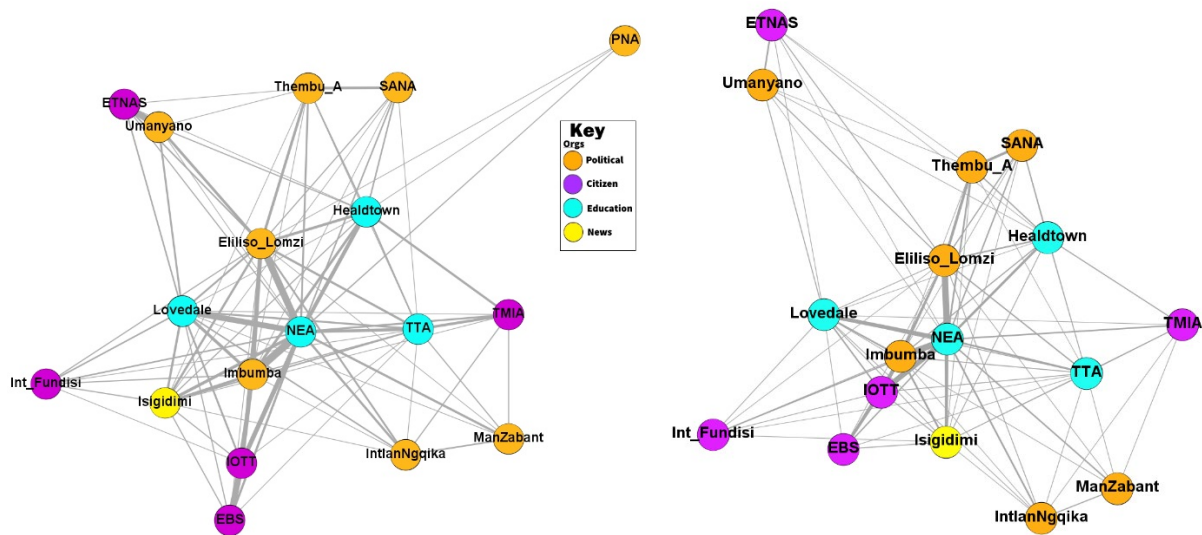 PNA
Thembu_A
SANA
ETNAS
Umanyano
Healdtown
Eliliso_Lomzi
Lovedale
NEA
TTA
TMIA
Int_Fundisi
Imbumba
Isigidimi
IntlanNgqika
ManZabant
IOTT
EBS
Key
Orgs
Political
Citizen
Education
News
ETNAS
Umanyano
SANA
Thembu_A
Healdtown
Eliliso_Lomzi
Lovedale
NEA
TMIA
Imbumba
TTA
IOTT
Int_Fundisi
EBS
Isigidimi
ManZabant
IntlanNgqika